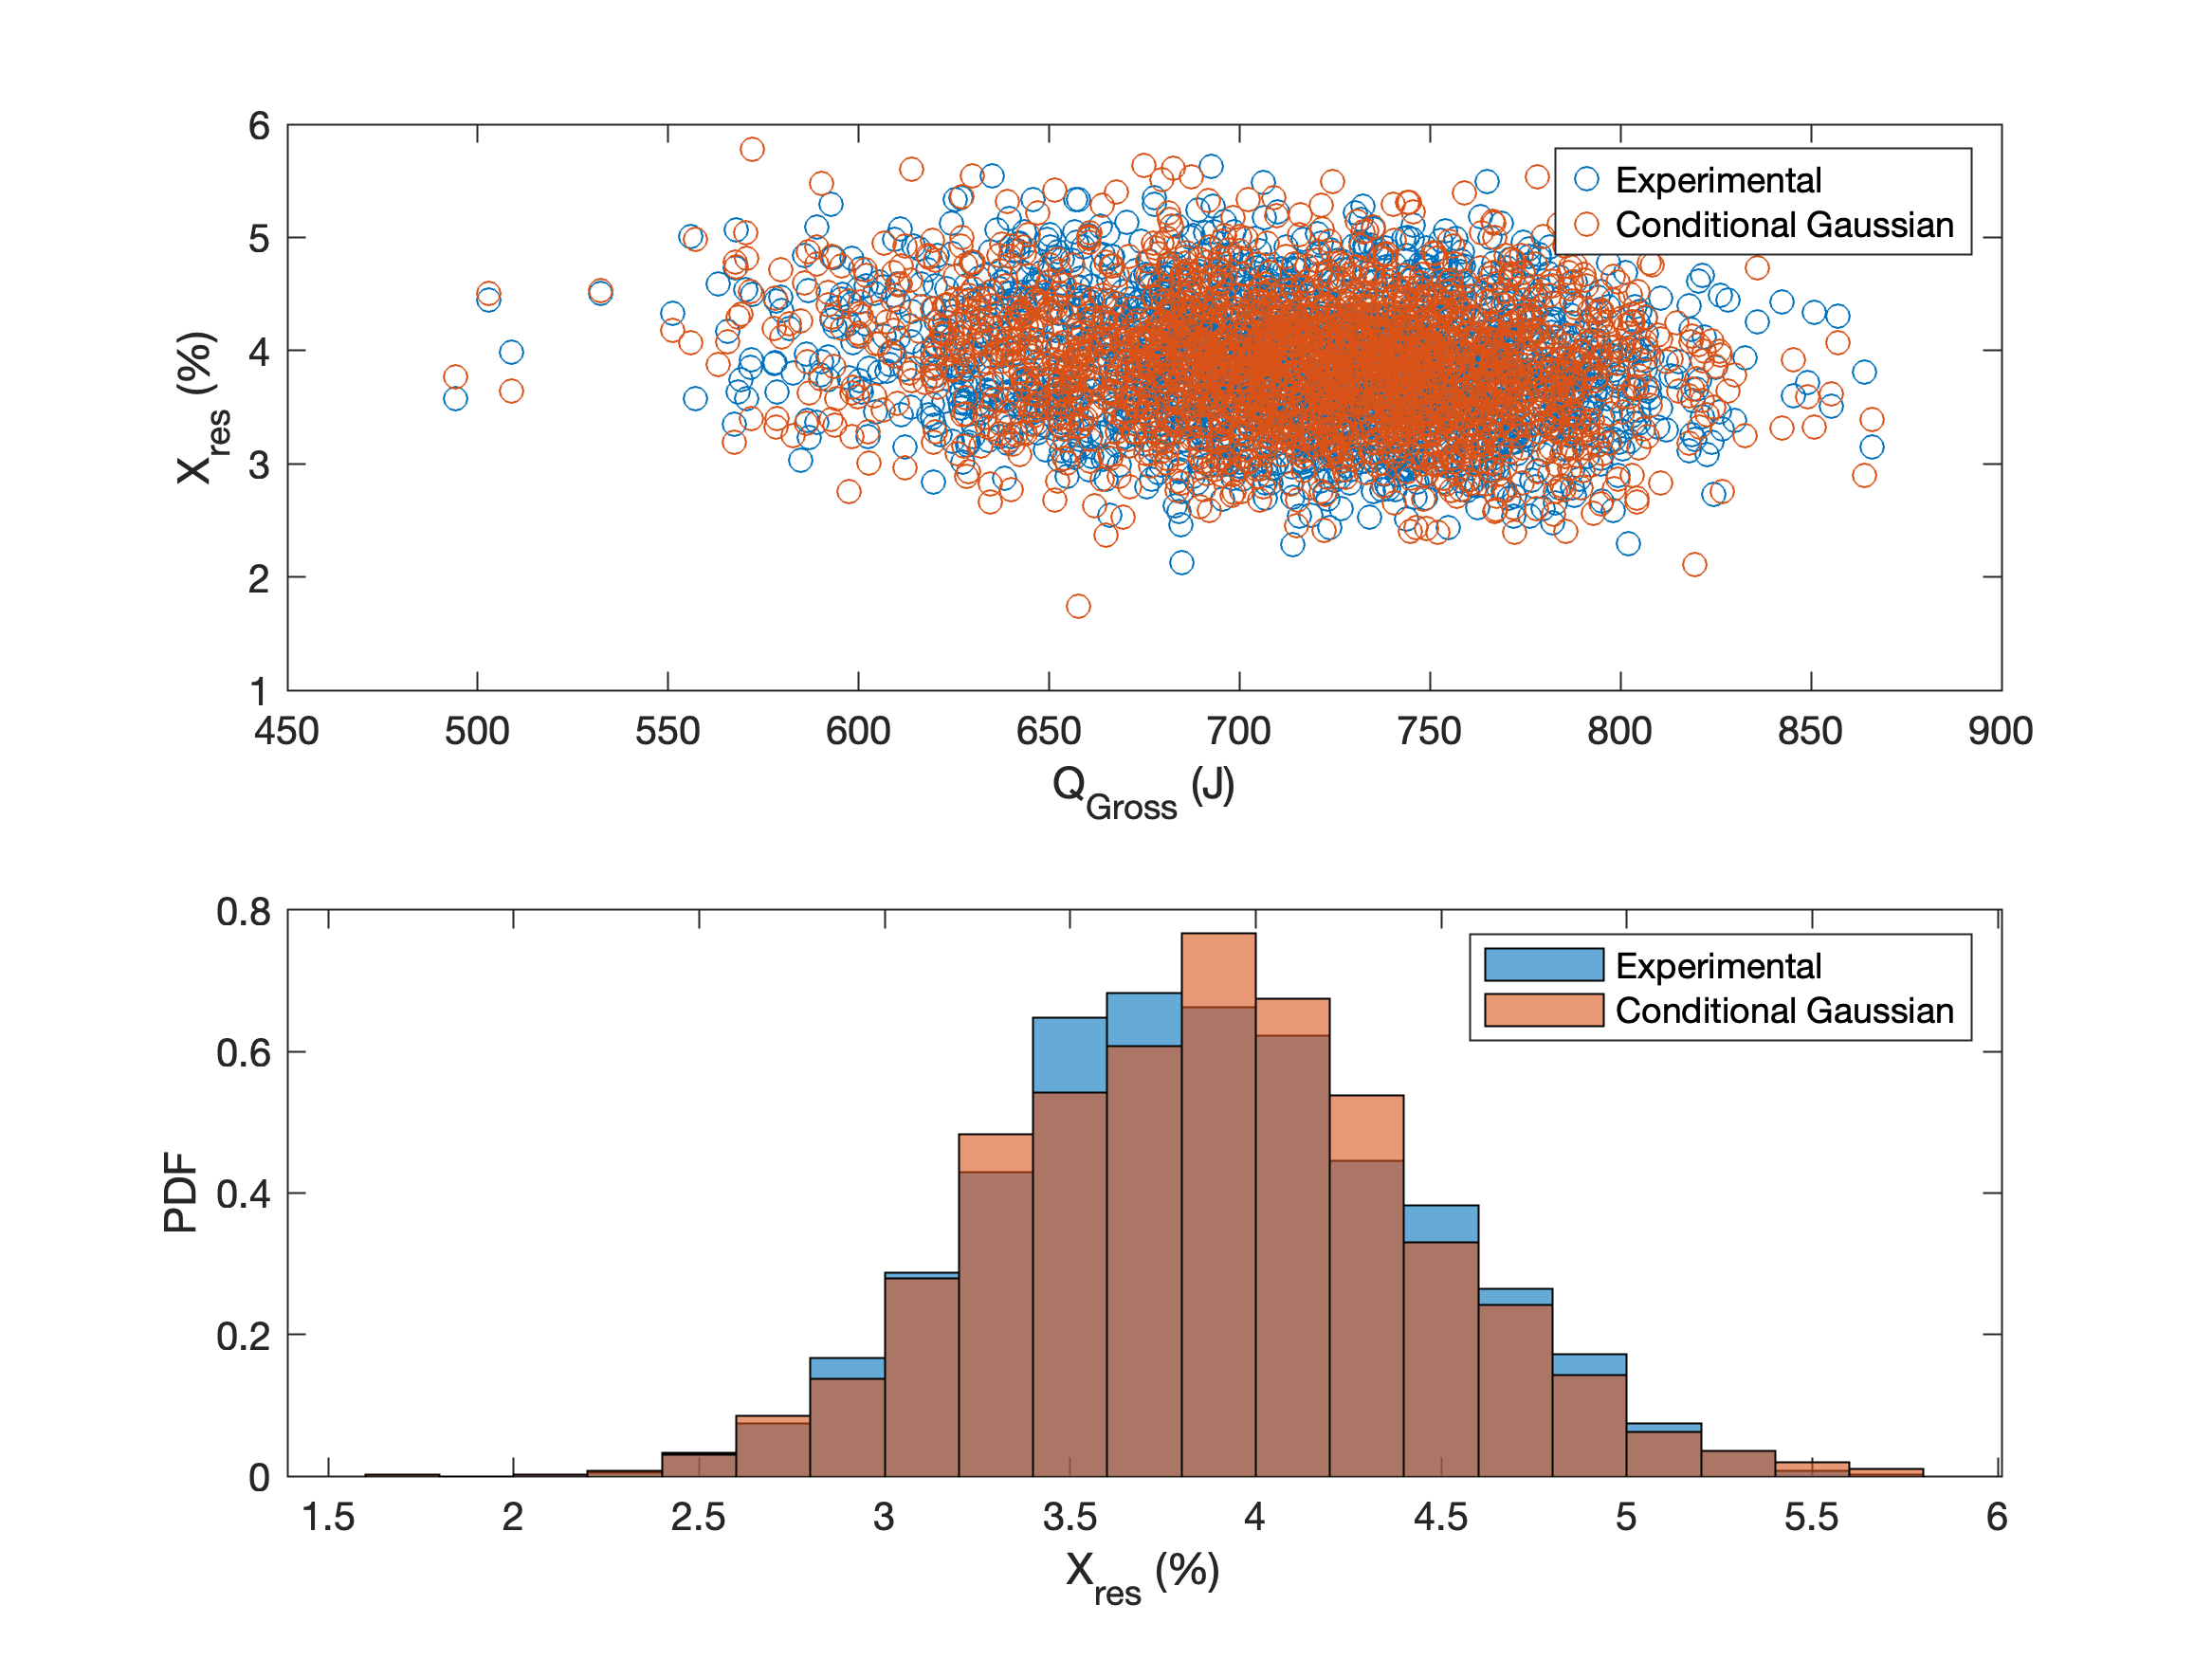 6
5
4
3
2
1
X_res (%)
Experimental
Conditional Gaussian
450 500 550 600 650 700 750 800 850 900
Q_Gross (J)
0.8
0.6
0.4
0.2
0
PDF
Experimental
Conditional Gaussian
1.5 2 2.5 3 3.5 4 4.5 5 5.5 6
X_res (%)